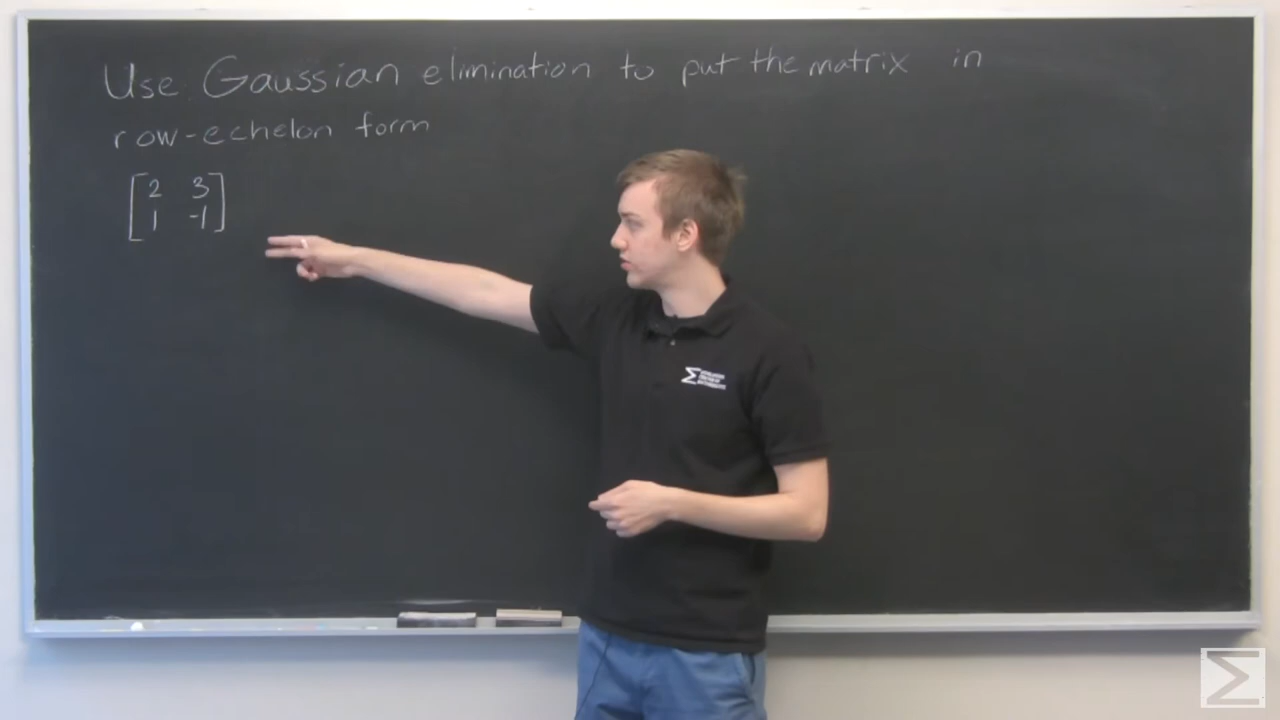 Use Gaussian elimination to put the matrix in
row-echelon form
2 3
1 -1
Σ
Σ